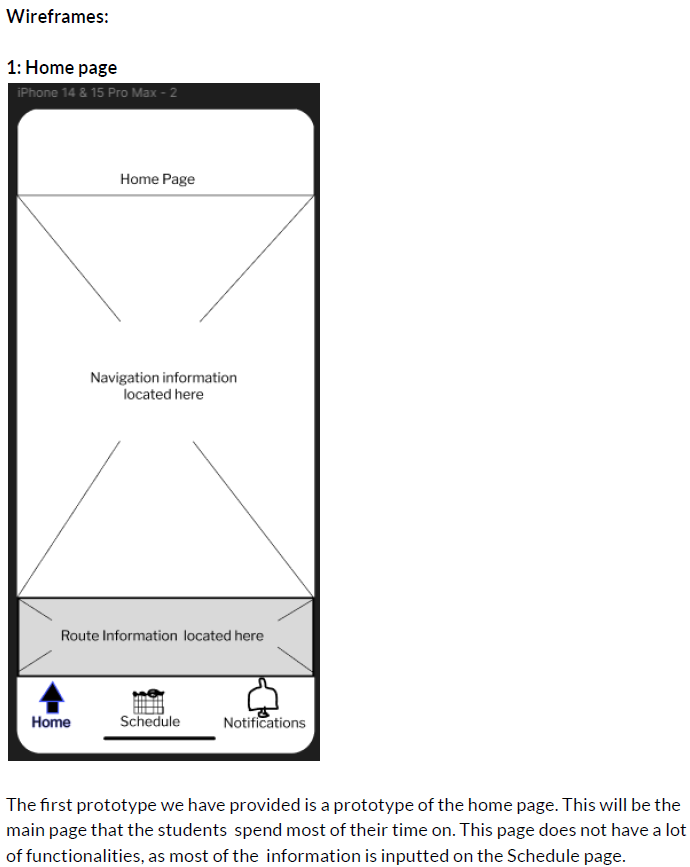 Wireframes:
1: Home page
iPhone 14 & 15 Pro Max - 2
Home Page
Navigation information
located here
Route Information located here
Home
Schedule
Notifications
The first prototype we have provided is a prototype of the home page. This will be the
main page that the students spend most of their time on. This page does not have a lot
of functionalities, as most of the information is inputted on the Schedule page.